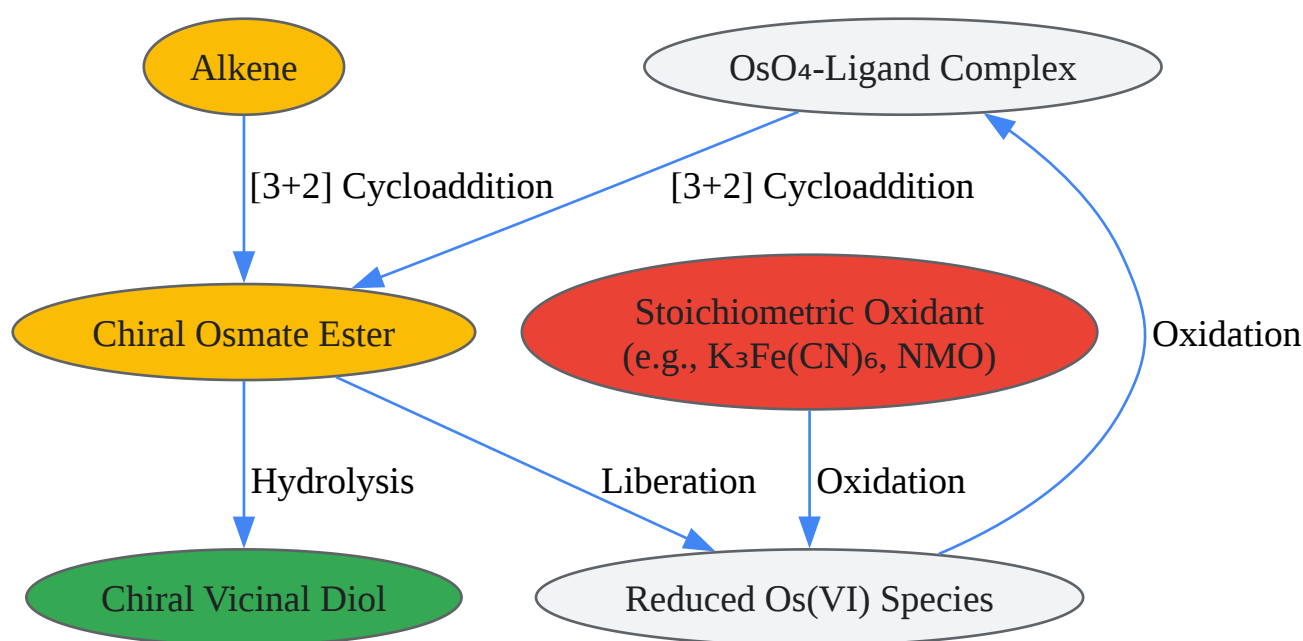 Alkene
OsO₄-Ligand Complex
[3+2] Cycloaddition
[3+2] Cycloaddition
Chiral Osmate Ester
Stoichiometric Oxidant
(e.g., K₃Fe(CN)₆, NMO)
Oxidation
Hydrolysis
Liberation
Oxidation
Chiral Vicinal Diol
Reduced Os(VI) Species